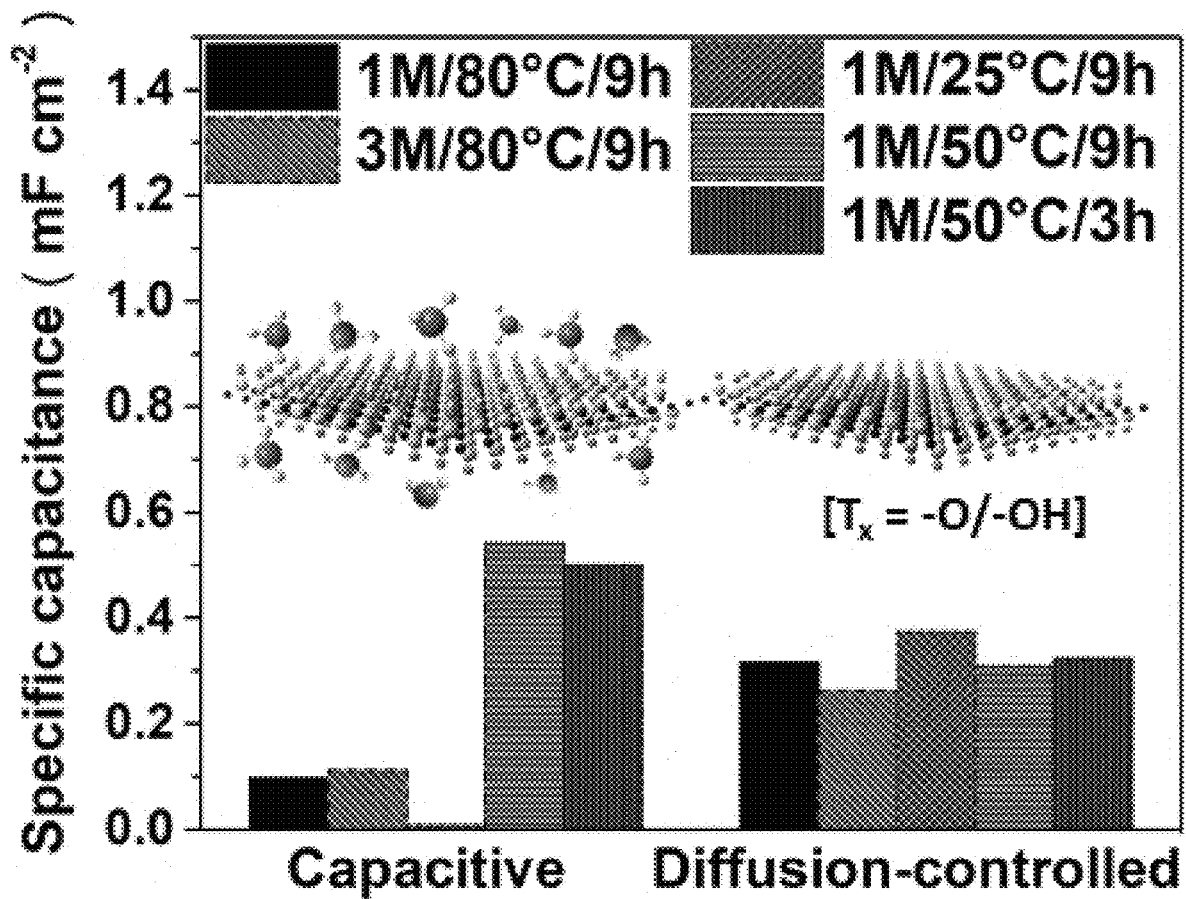 Specific capacitance ( mF cm⁻² )
1.4
1.2
1.0
0.8
0.6
0.4
0.2
0.0
1M/80°C/9h
3M/80°C/9h
1M/25°C/9h
1M/50°C/9h
1M/50°C/3h
[Tₓ = -O/-OH]
Capacitive
Diffusion-controlled